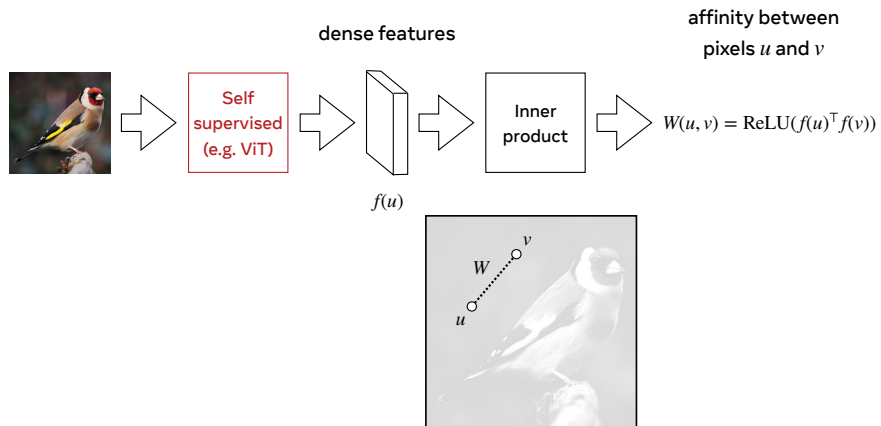 affinity between
pixels u and v
dense features
Self
supervised
(e.g. ViT)
Inner
product
W(u, v) = ReLU(f(u)⊤f(v))
f(u)
v
W
u